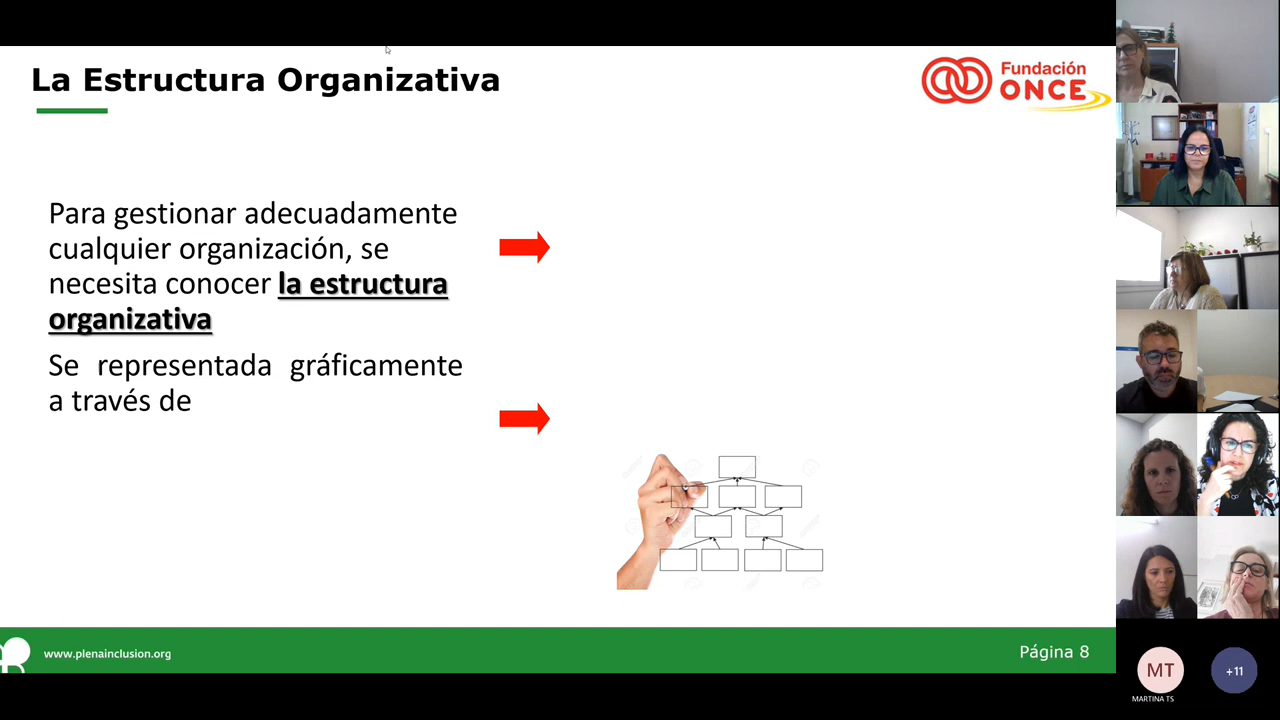 La Estructura Organizativa
Fundación
ONCE
Para gestionar adecuadamente
cualquier organización, se
necesita conocer la estructura
organizativa
Se representada gráficamente
a través de
www.plenainclusion.org
Página 8
MT
MARTINA TS
+11